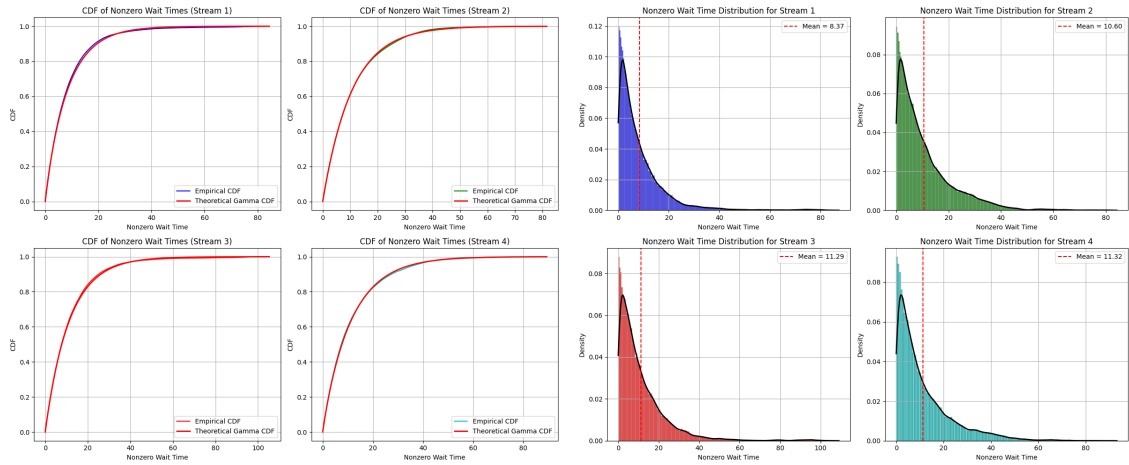 CDF of Nonzero Wait Times (Stream 1)
1.0
0.8
0.6
0.4
0.2
0.0
CDF
Empirical CDF
Theoretical Gamma CDF
0 20 40 60 80
Nonzero Wait Time
CDF of Nonzero Wait Times (Stream 2)
1.0
0.8
0.6
0.4
0.2
0.0
CDF
Empirical CDF
Theoretical Gamma CDF
0 10 20 30 40 50 60 70 80
Nonzero Wait Time
Nonzero Wait Time Distribution for Stream 1
0.12
0.10
0.08
0.06
0.04
0.02
0.00
Density
Mean = 8.37
0 20 40 60 80
Nonzero Wait Time
Nonzero Wait Time Distribution for Stream 2
0.08
0.06
0.04
0.02
0.00
Density
Mean = 10.60
0 20 40 60 80
Nonzero Wait Time
CDF of Nonzero Wait Times (Stream 3)
1.0
0.8
0.6
0.4
0.2
0.0
CDF
Empirical CDF
Theoretical Gamma CDF
0 20 40 60 80 100
Nonzero Wait Time
CDF of Nonzero Wait Times (Stream 4)
1.0
0.8
0.6
0.4
0.2
0.0
CDF
Empirical CDF
Theoretical Gamma CDF
0 20 40 60 80
Nonzero Wait Time
Nonzero Wait Time Distribution for Stream 3
0.08
0.06
0.04
0.02
0.00
Density
Mean = 11.29
0 20 40 60 80 100
Nonzero Wait Time
Nonzero Wait Time Distribution for Stream 4
0.08
0.06
0.04
0.02
0.00
Density
Mean = 11.32
0 20 40 60 80
Nonzero Wait Time